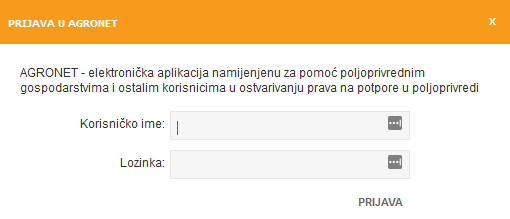 PRIJAVA U AGRONET x
AGRONET - elektronička aplikacija namijenjenu za pomoć poljoprivrednim
gospodarstvima i ostalim korisnicima u ostvarivanju prava na potpore u poljoprivredi
Korisničko ime:
Lozinka:
PRIJAVA